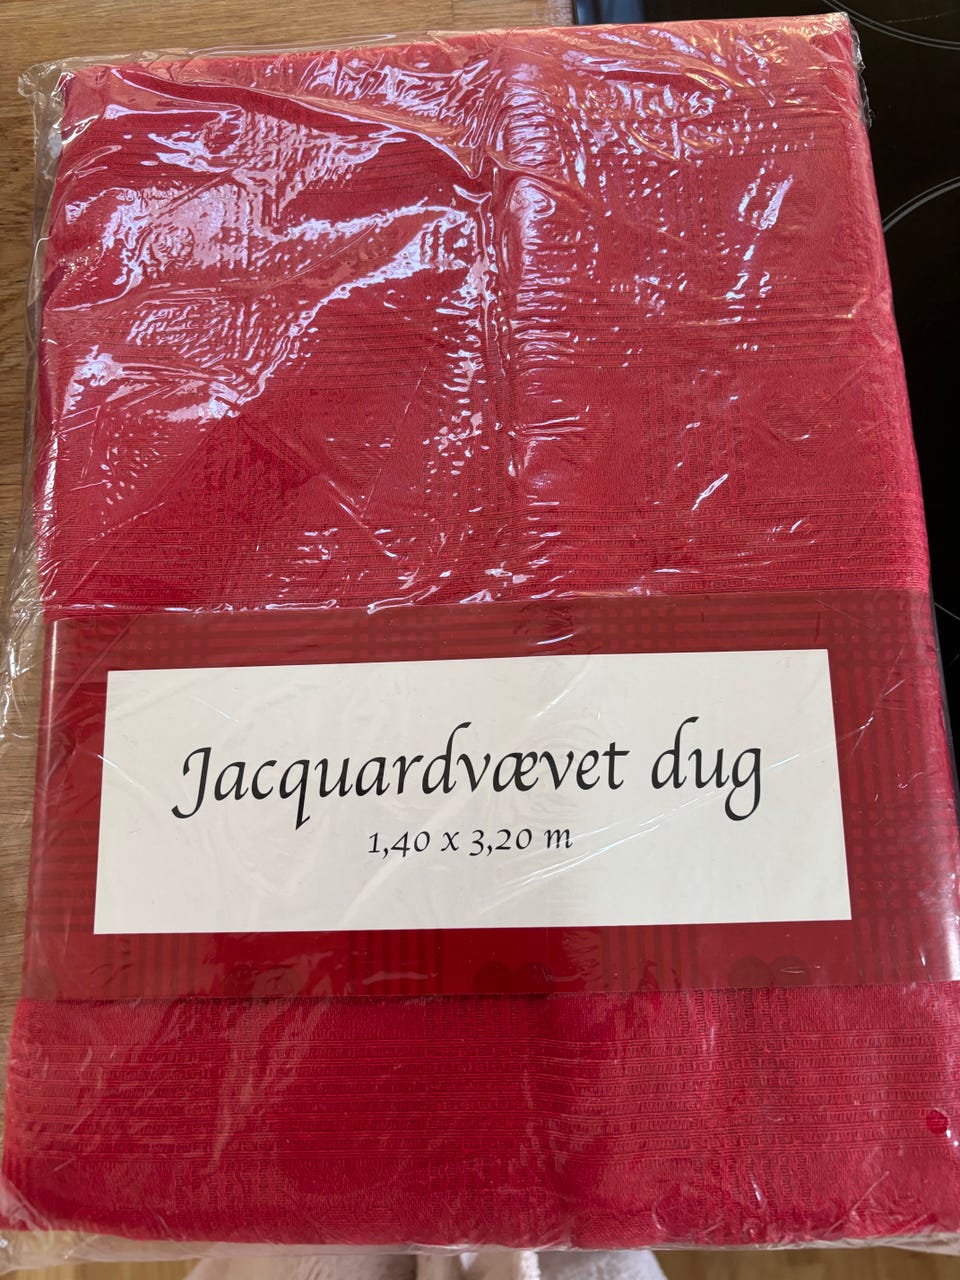 Jacquardvævet dug
1,40 x 3,20 m